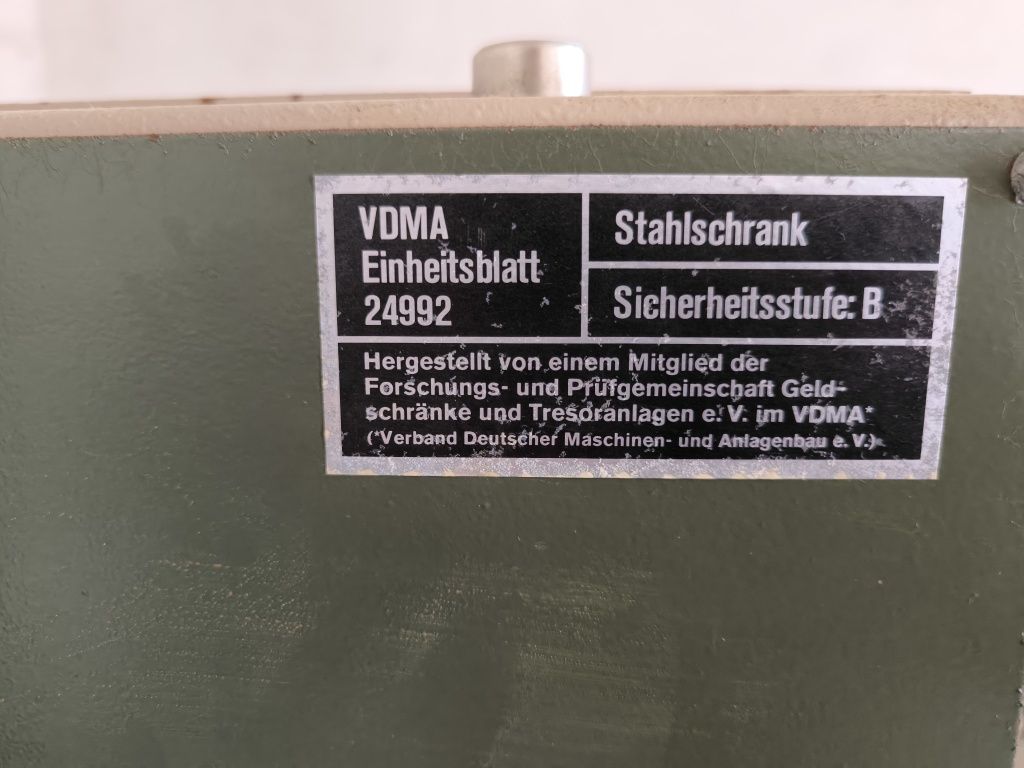 VDMA
Einheitsblatt
24992
Stahlschrank
Sicherheitsstufe: B
Hergestellt von einem Mitglied der
Forschungs- und Prüfgemeinschaft Geld-
schränke und Tresoranlagen e. V. im VDMA*
(*Verband Deutscher Maschinen- und Anlagenbau e. V.)